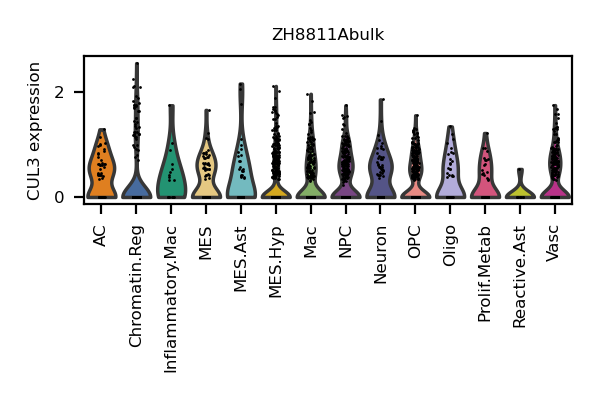 ZH8811Abulk
CUL3 expression
2
0
AC
Chromatin.Reg
Inflammatory.Mac
MES
MES.Ast
MES.Hyp
Mac
NPC
Neuron
OPC
Oligo
Prolif.Metab
Reactive.Ast
Vasc